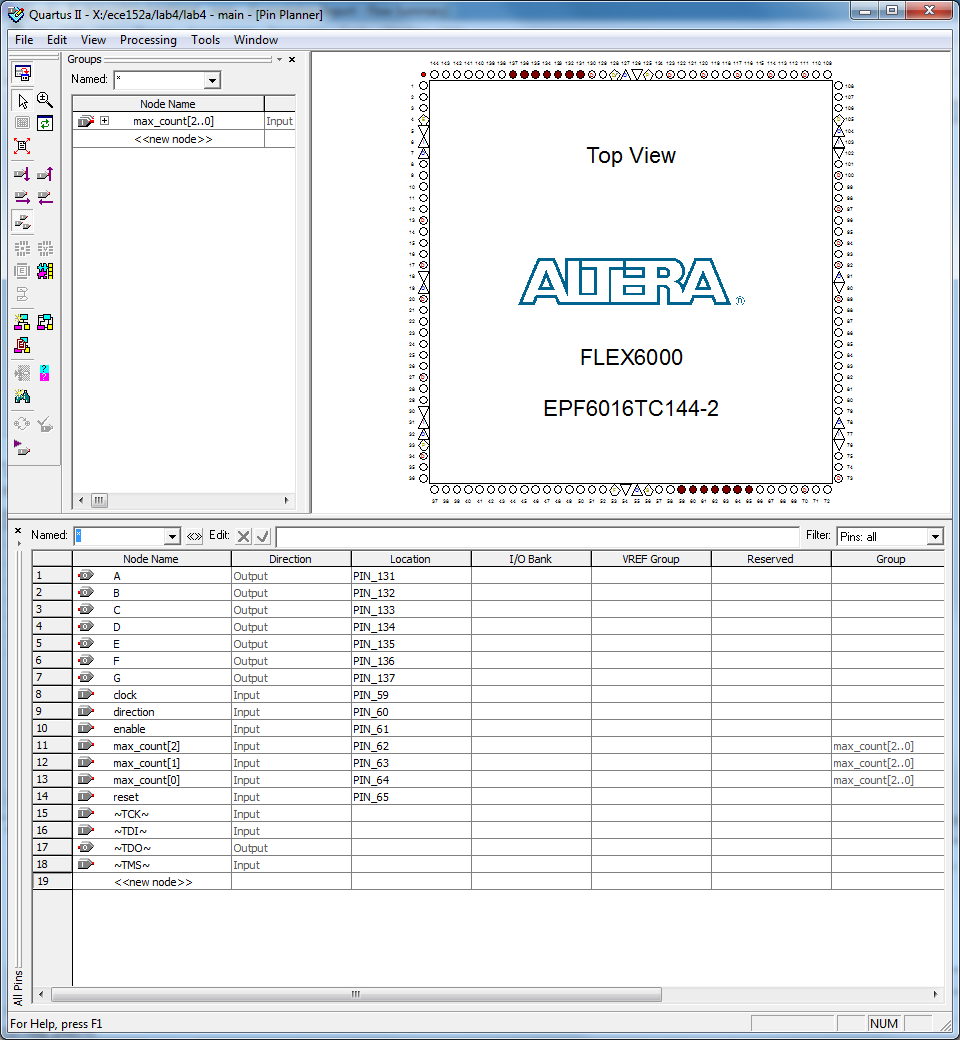 Quartus II - X:/ece152a/lab4/lab4 - main - [Pin Planner]
File Edit View Processing Tools Window
Groups
Named: *
Node Name
max_count[2..0] Input
<<new node>>
Top View
ALTERA ®
FLEX6000
EPF6016TC144-2
Named: * <<>> Edit: Filter: Pins: all
Node Name Direction Location I/O Bank VREF Group Reserved Group
1 A Output PIN_131
2 B Output PIN_132
3 C Output PIN_133
4 D Output PIN_134
5 E Output PIN_135
6 F Output PIN_136
7 G Output PIN_137
8 clock Input PIN_59
9 direction Input PIN_60
10 enable Input PIN_61
11 max_count[2] Input PIN_62 max_count[2..0]
12 max_count[1] Input PIN_63 max_count[2..0]
13 max_count[0] Input PIN_64 max_count[2..0]
14 reset Input PIN_65
15 ~TCK~ Input
16 ~TDI~ Input
17 ~TDO~ Output
18 ~TMS~ Input
19 <<new node>>
All Pins
For Help, press F1 NUM